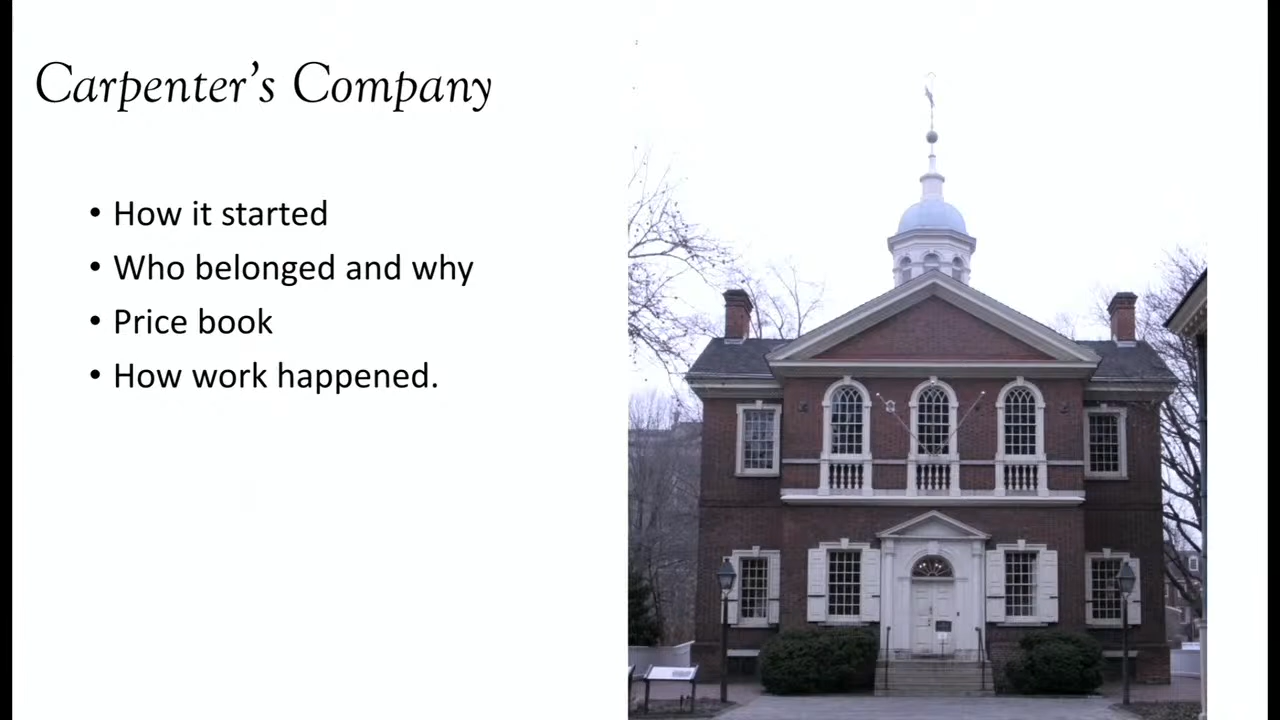 Carpenter's Company
• How it started
• Who belonged and why
• Price book
• How work happened.